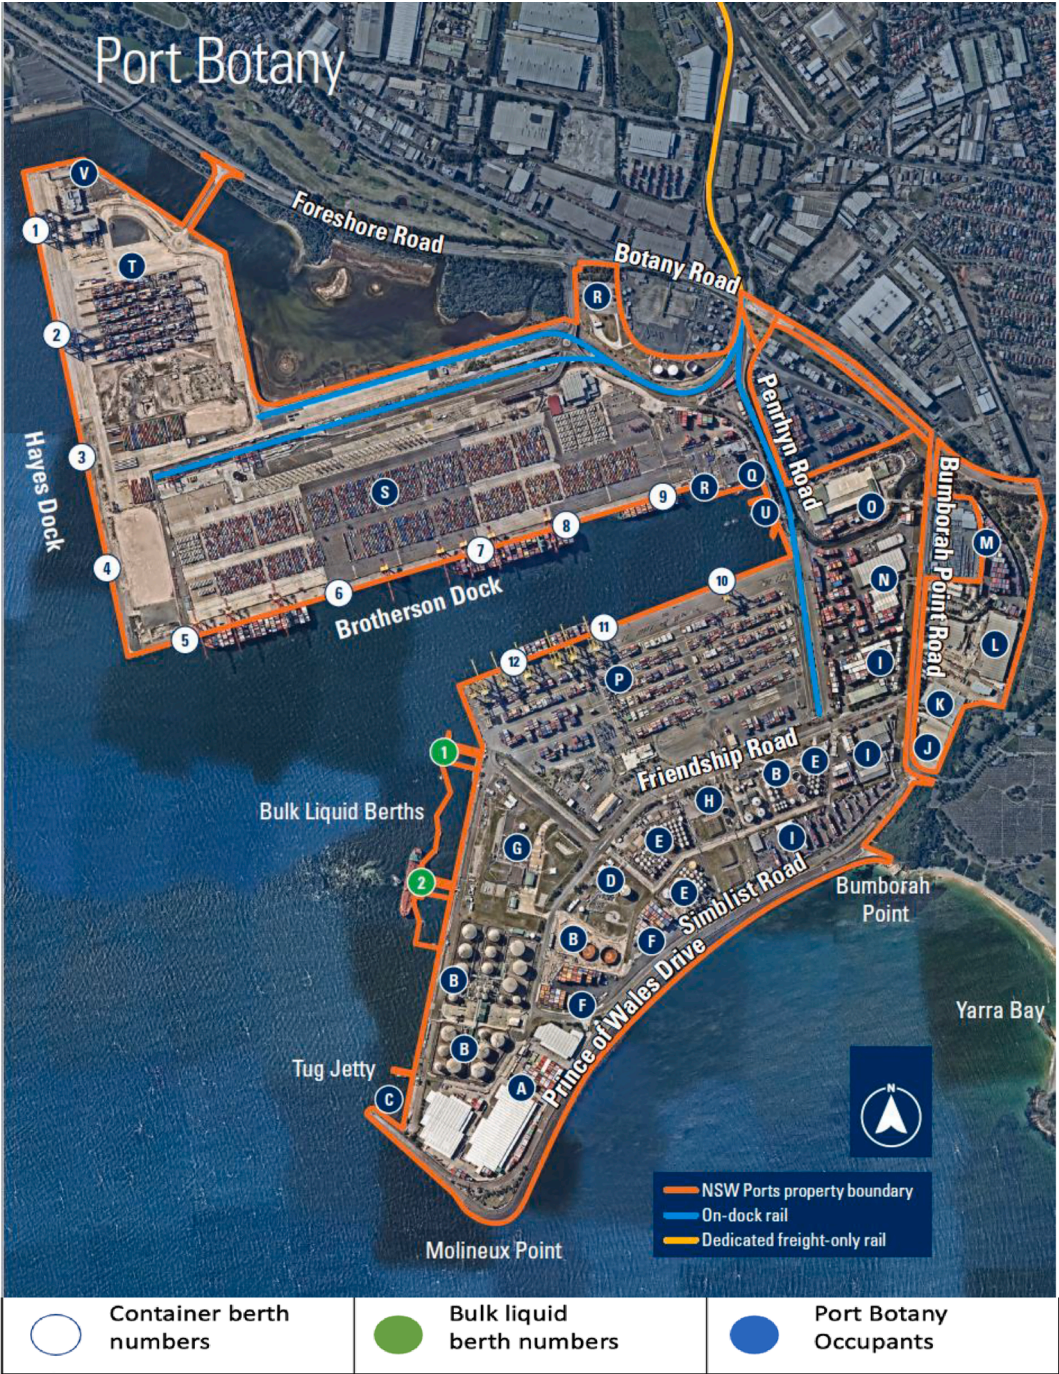 Port Botany
V
1
Foreshore Road
T
Botany Road
R
2
Penrhyn Road
Hayes Dock
3
S
9
R
Q
U
O
Bumborah Point Road
M
8
7
4
6
Brotherson Dock
10
N
5
11
12
P
I
L
K
J
1
Friendship Road
B
E
I
Bulk Liquid Berths
H
G
E
I
2
D
E
Simblist Road
Bumborah
Point
B
F
B
F
Prince of Wales Drive
Yarra Bay
B
Tug Jetty
C
A
N
NSW Ports property boundary
On-dock rail
Dedicated freight-only rail
Molineux Point
Container berth
numbers
Bulk liquid
berth numbers
Port Botany
Occupants